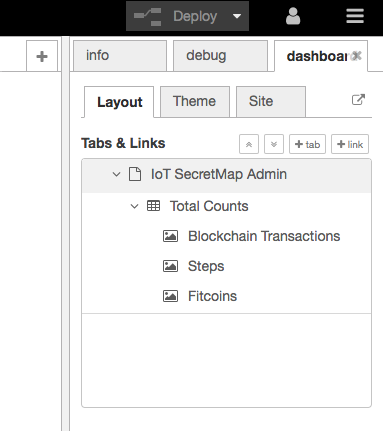 Deploy
info debug dashboar
Layout Theme Site
Tabs & Links + tab + link
IoT SecretMap Admin
Total Counts
Blockchain Transactions
Steps
Fitcoins